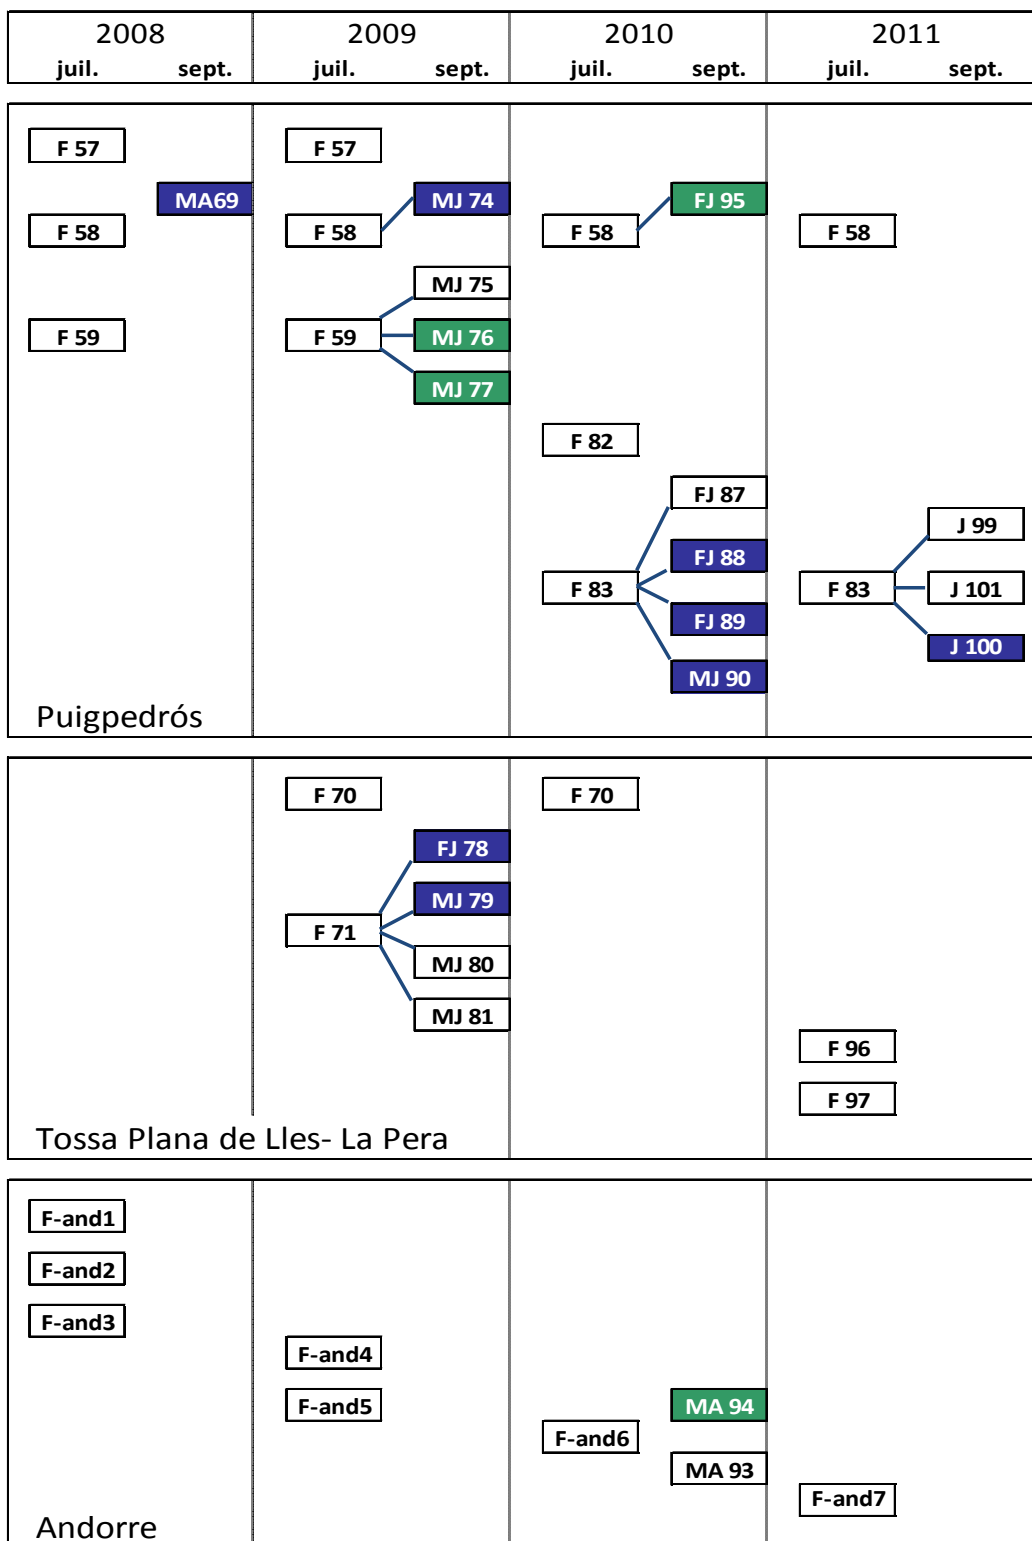 2008 2009 2010 2011
juil. sept. juil. sept. juil. sept. juil. sept.
F 57 F 57
MA69 MJ 74 FJ 95
F 58 F 58 F 58 F 58
MJ 75
F 59 F 59 MJ 76
MJ 77
F 82
FJ 87
J 99
FJ 88
F 83 F 83 J 101
FJ 89
J 100
MJ 90
Puigpedrós
F 70 F 70
FJ 78
MJ 79
F 71
MJ 80
MJ 81
F 96
F 97
Tossa Plana de Lles- La Pera
F-and1
F-and2
F-and3
F-and4
F-and5 MA 94
F-and6
MA 93
F-and7
Andorre